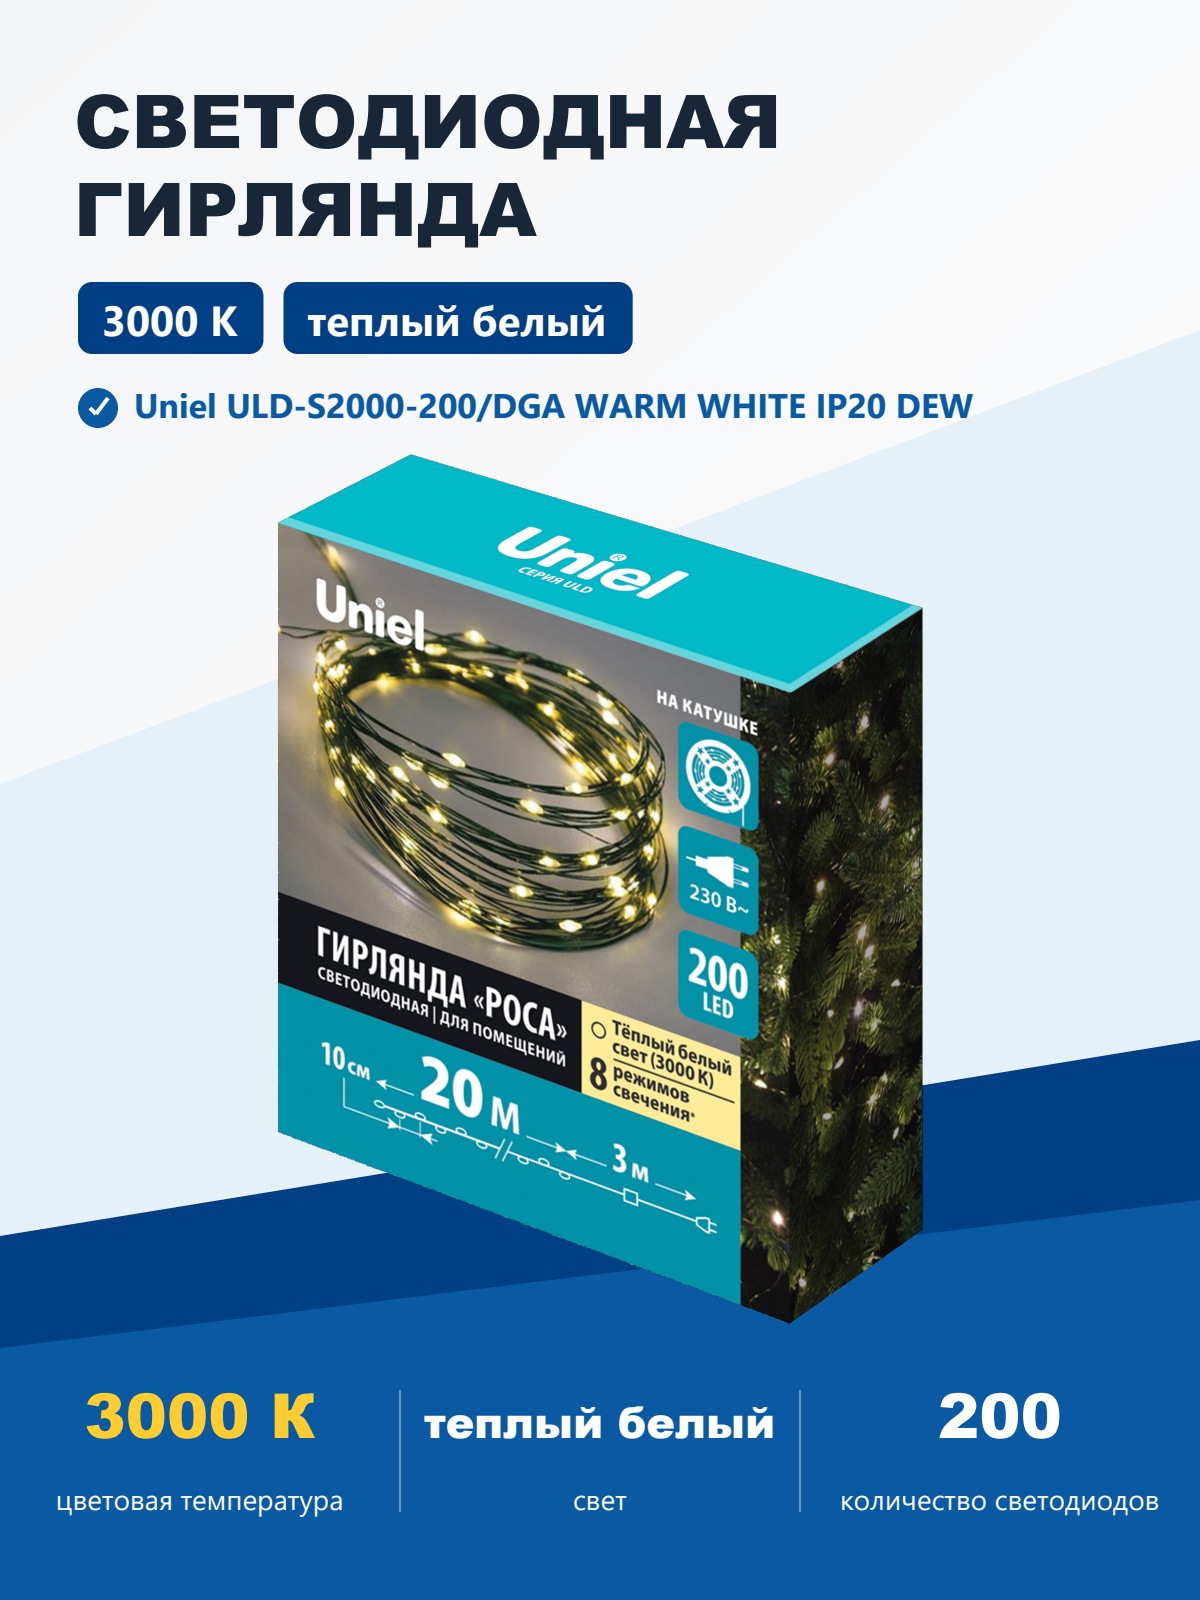 СВЕТОДИОДНАЯ
ГИРЛЯНДА
3000 К
теплый белый
Uniel ULD-S2000-200/DGA WARM WHITE IP20 DEW
Uniel®
СЕРИЯ ULD
Uniel®
НА КАТУШКЕ
230 В~
200
LED
ГИРЛЯНДА «РОСА»
СВЕТОДИОДНАЯ | ДЛЯ ПОМЕЩЕНИЙ
Тёплый белый
свет (3000 К)
8 режимов
свечения*
10 см
20 м
3 м
3000 К
цветовая температура
теплый белый
свет
200
количество светодиодов